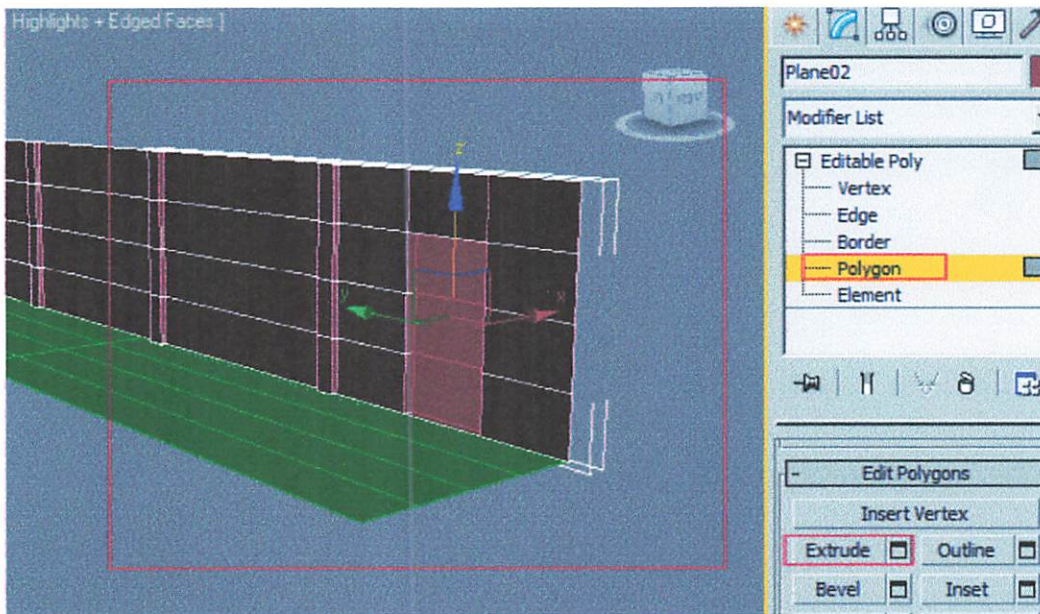 Highlights + Edged Faces ]
Plane02
Modifier List
Editable Poly
Vertex
Edge
Border
Polygon
Element
z
y
x
- Edit Polygons
Insert Vertex
Extrude Outline
Bevel Inset